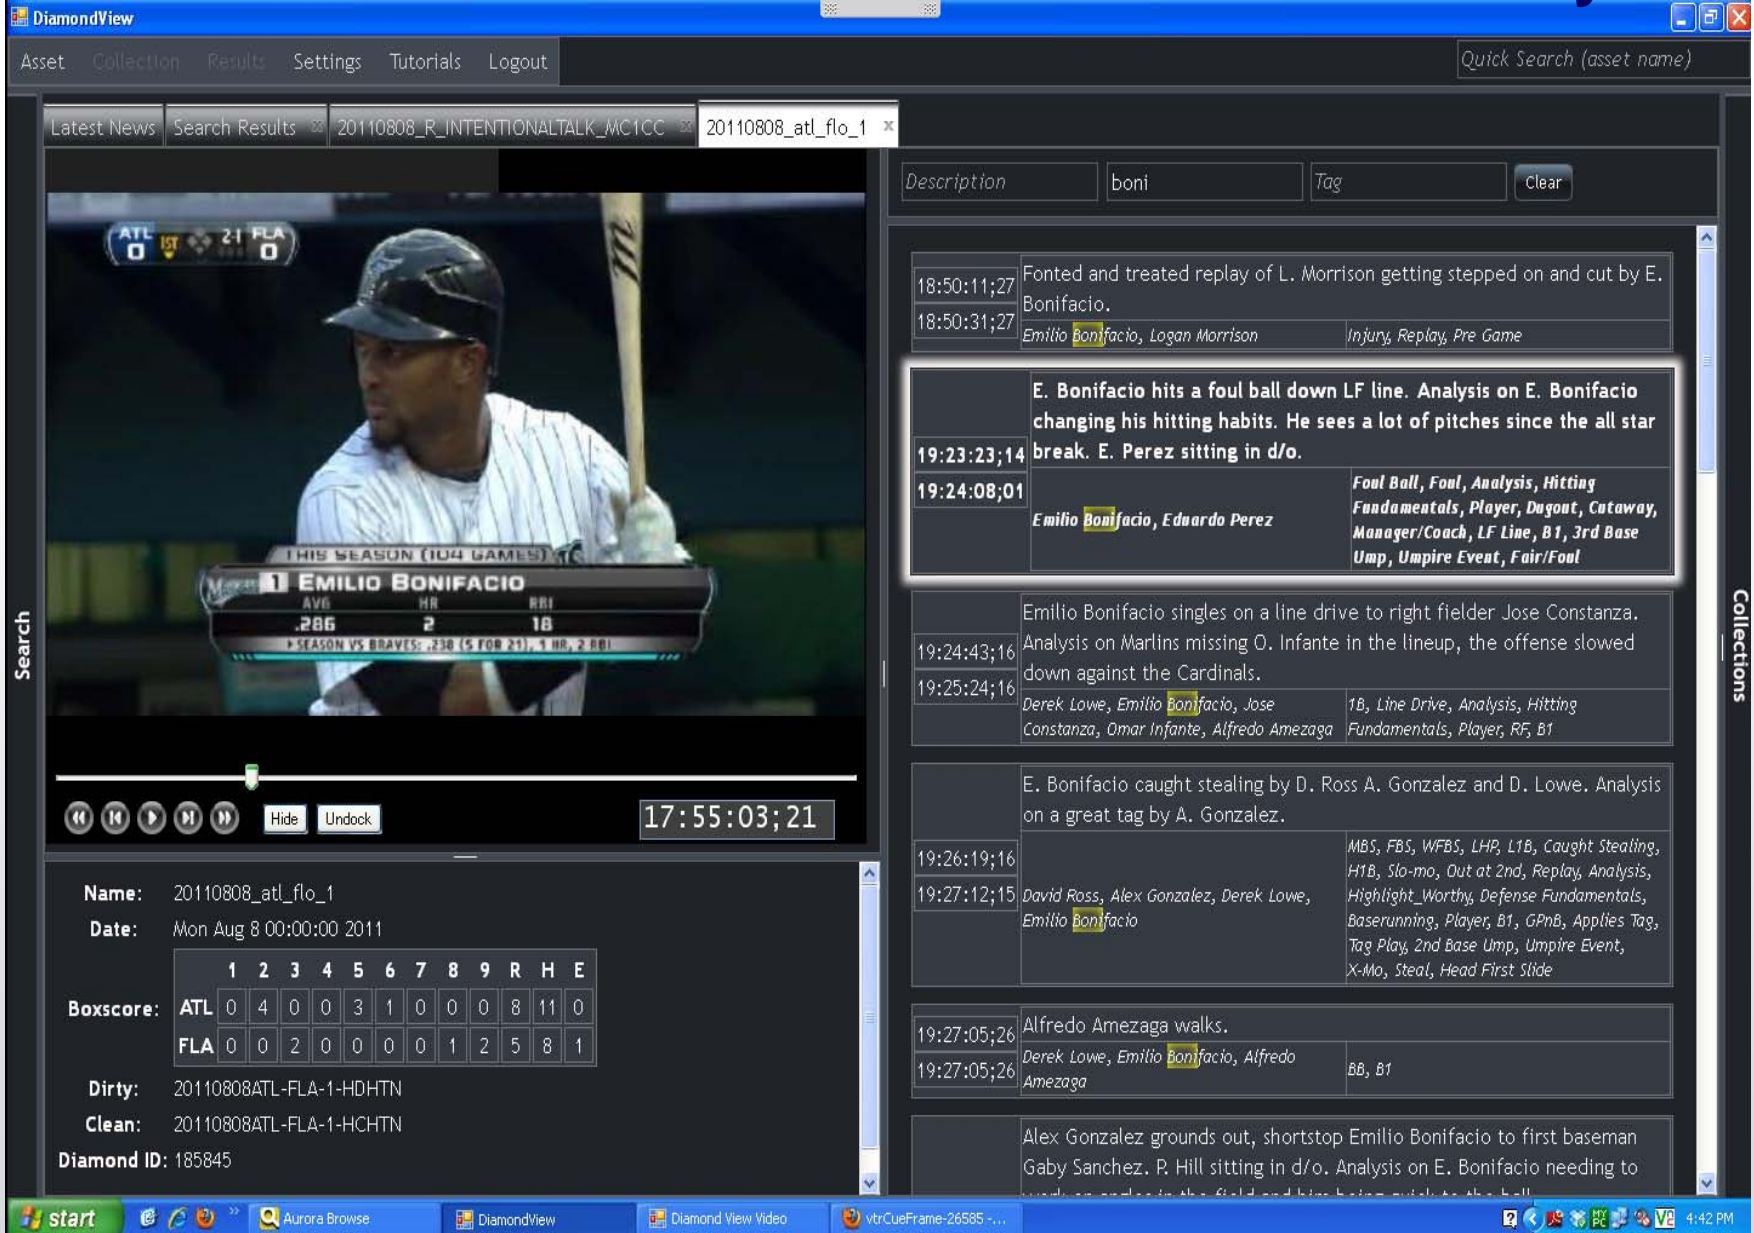 DiamondView
Asset Collection Results Settings Tutorials Logout
Quick Search (asset name)
Latest News Search Results 20110808_R_INTENTIONALTALK_MC1CC 20110808_atl_flo_1
Description boni Tag Clear
ATL 0 1ST 2-1 FLA 0
THIS SEASON (104 GAMES)
1 EMILIO BONIFACIO
AVG HR RBI
.286 2 18
SEASON VS BRAVES: .238 (5 FOR 21), 1 HR, 2 RBI
Hide Undock 17:55:03;21
Name: 20110808_atl_flo_1
Date: Mon Aug 8 00:00:00 2011
1 2 3 4 5 6 7 8 9 R H E
Boxscore: ATL 0 4 0 0 3 1 0 0 0 8 11 0
FLA 0 0 2 0 0 0 0 1 2 5 8 1
Dirty: 20110808ATL-FLA-1-HDHTN
Clean: 20110808ATL-FLA-1-HCHTN
Diamond ID: 185845
Search
18:50:11;27
18:50:31;27
Fonted and treated replay of L. Morrison getting stepped on and cut by E.
Bonifacio.
Emilio Bonifacio, Logan Morrison
Injury, Replay, Pre Game
19:23:23;14
19:24:08;01
E. Bonifacio hits a foul ball down LF line. Analysis on E. Bonifacio
changing his hitting habits. He sees a lot of pitches since the all star
break. E. Perez sitting in d/o.
Emilio Bonifacio, Eduardo Perez
Foul Ball, Foul, Analysis, Hitting
Fundamentals, Player, Dugout, Cutaway,
Manager/Coach, LF Line, B1, 3rd Base
Ump, Umpire Event, Fair/Foul
19:24:43;16
19:25:24;16
Emilio Bonifacio singles on a line drive to right fielder Jose Constanza.
Analysis on Marlins missing O. Infante in the lineup, the offense slowed
down against the Cardinals.
Derek Lowe, Emilio Bonifacio, Jose
Constanza, Omar Infante, Alfredo Amezaga
1B, Line Drive, Analysis, Hitting
Fundamentals, Player, RF, B1
19:26:19;16
19:27:12;15
E. Bonifacio caught stealing by D. Ross A. Gonzalez and D. Lowe. Analysis
on a great tag by A. Gonzalez.
David Ross, Alex Gonzalez, Derek Lowe,
Emilio Bonifacio
MBS, FBS, WFBS, LHP, L1B, Caught Stealing,
H1B, Slo-mo, Out at 2nd, Replay, Analysis,
Highlight_Worthy, Defense Fundamentals,
Baserunning, Player, B1, GPnB, Applies Tag,
Tag Play, 2nd Base Ump, Umpire Event,
X-Mo, Steal, Head First Slide
19:27:05;26
19:27:05;26
Alfredo Amezaga walks.
Derek Lowe, Emilio Bonifacio, Alfredo
Amezaga
BB, B1
Alex Gonzalez grounds out, shortstop Emilio Bonifacio to first baseman
Gaby Sanchez. P. Hill sitting in d/o. Analysis on E. Bonifacio needing to
Collections
start Aurora Browse DiamondView Diamond View Video vtrCueFrame-26585 -... 4:42 PM